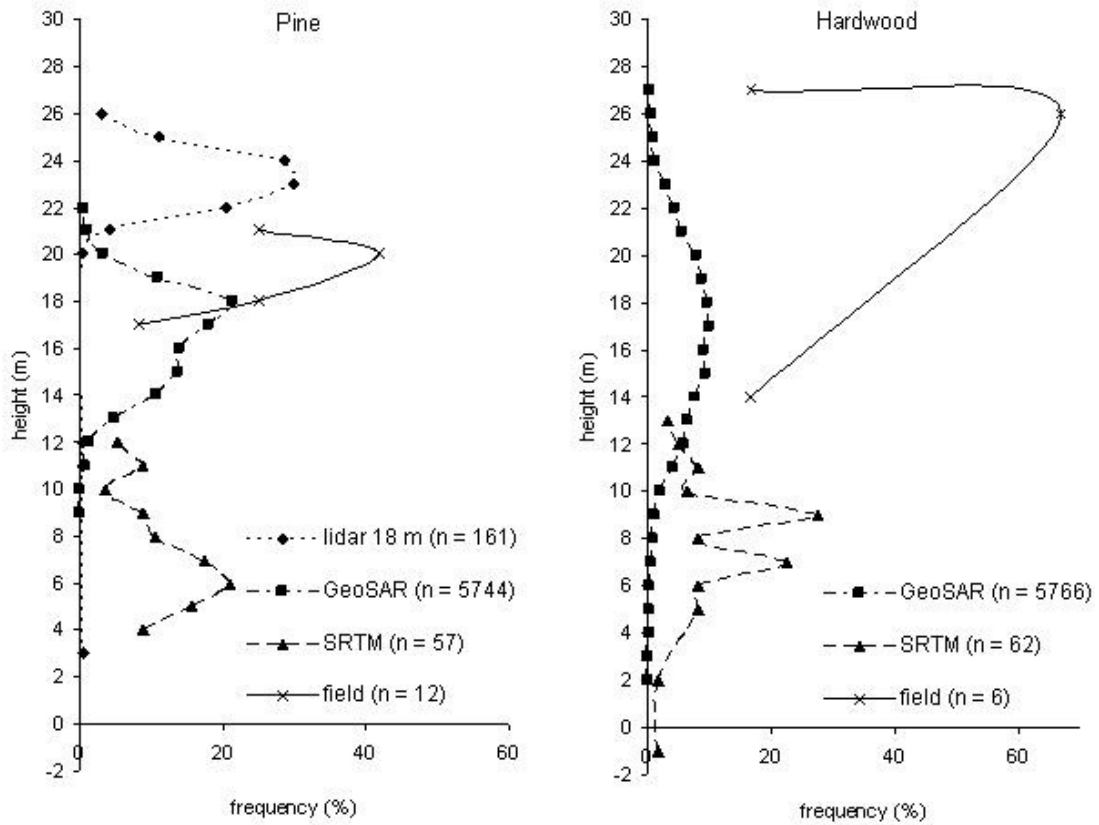 Pine
30
28
26
24
22
20
18
16
14
12
10
8
6
4
2
0
-2
height (m)
0 20 40 60
frequency (%)
lidar 18 m (n = 161)
GeoSAR (n = 5744)
SRTM (n = 57)
field (n = 12)
Hardwood
30
28
26
24
22
20
18
16
14
12
10
8
6
4
2
0
-2
height (m)
0 20 40 60
frequency (%)
GeoSAR (n = 5766)
SRTM (n = 62)
field (n = 6)